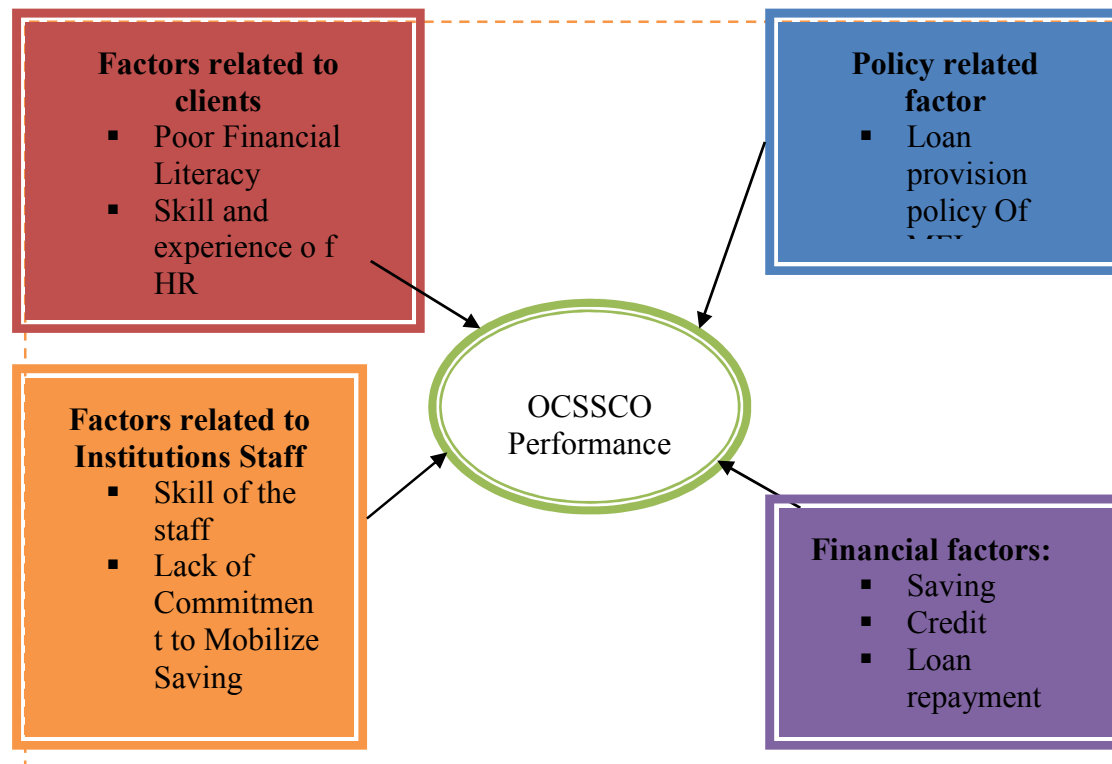 Factors related to
clients
▪ Poor Financial
Literacy
▪ Skill and
experience o f
HR
Policy related
factor
▪ Loan
provision
policy Of
Factors related to
Institutions Staff
▪ Skill of the
staff
▪ Lack of
Commitmen
t to Mobilize
Saving
OCSSCO
Performance
Financial factors:
▪ Saving
▪ Credit
▪ Loan
repayment